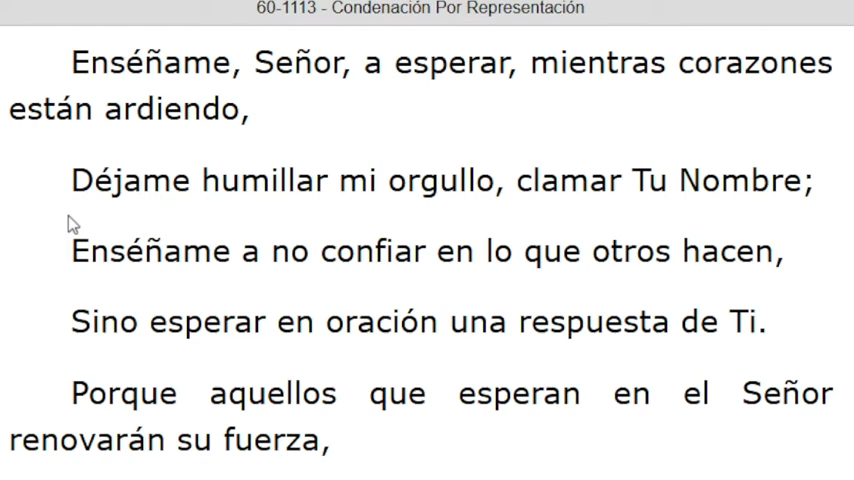 60-1113 - Condenación Por Representación
Enséñame, Señor, a esperar, mientras corazones
están ardiendo,
Déjame humillar mi orgullo, clamar Tu Nombre;
Enséñame a no confiar en lo que otros hacen,
Sino esperar en oración una respuesta de Ti.
Porque aquellos que esperan en el Señor
renovarán su fuerza,